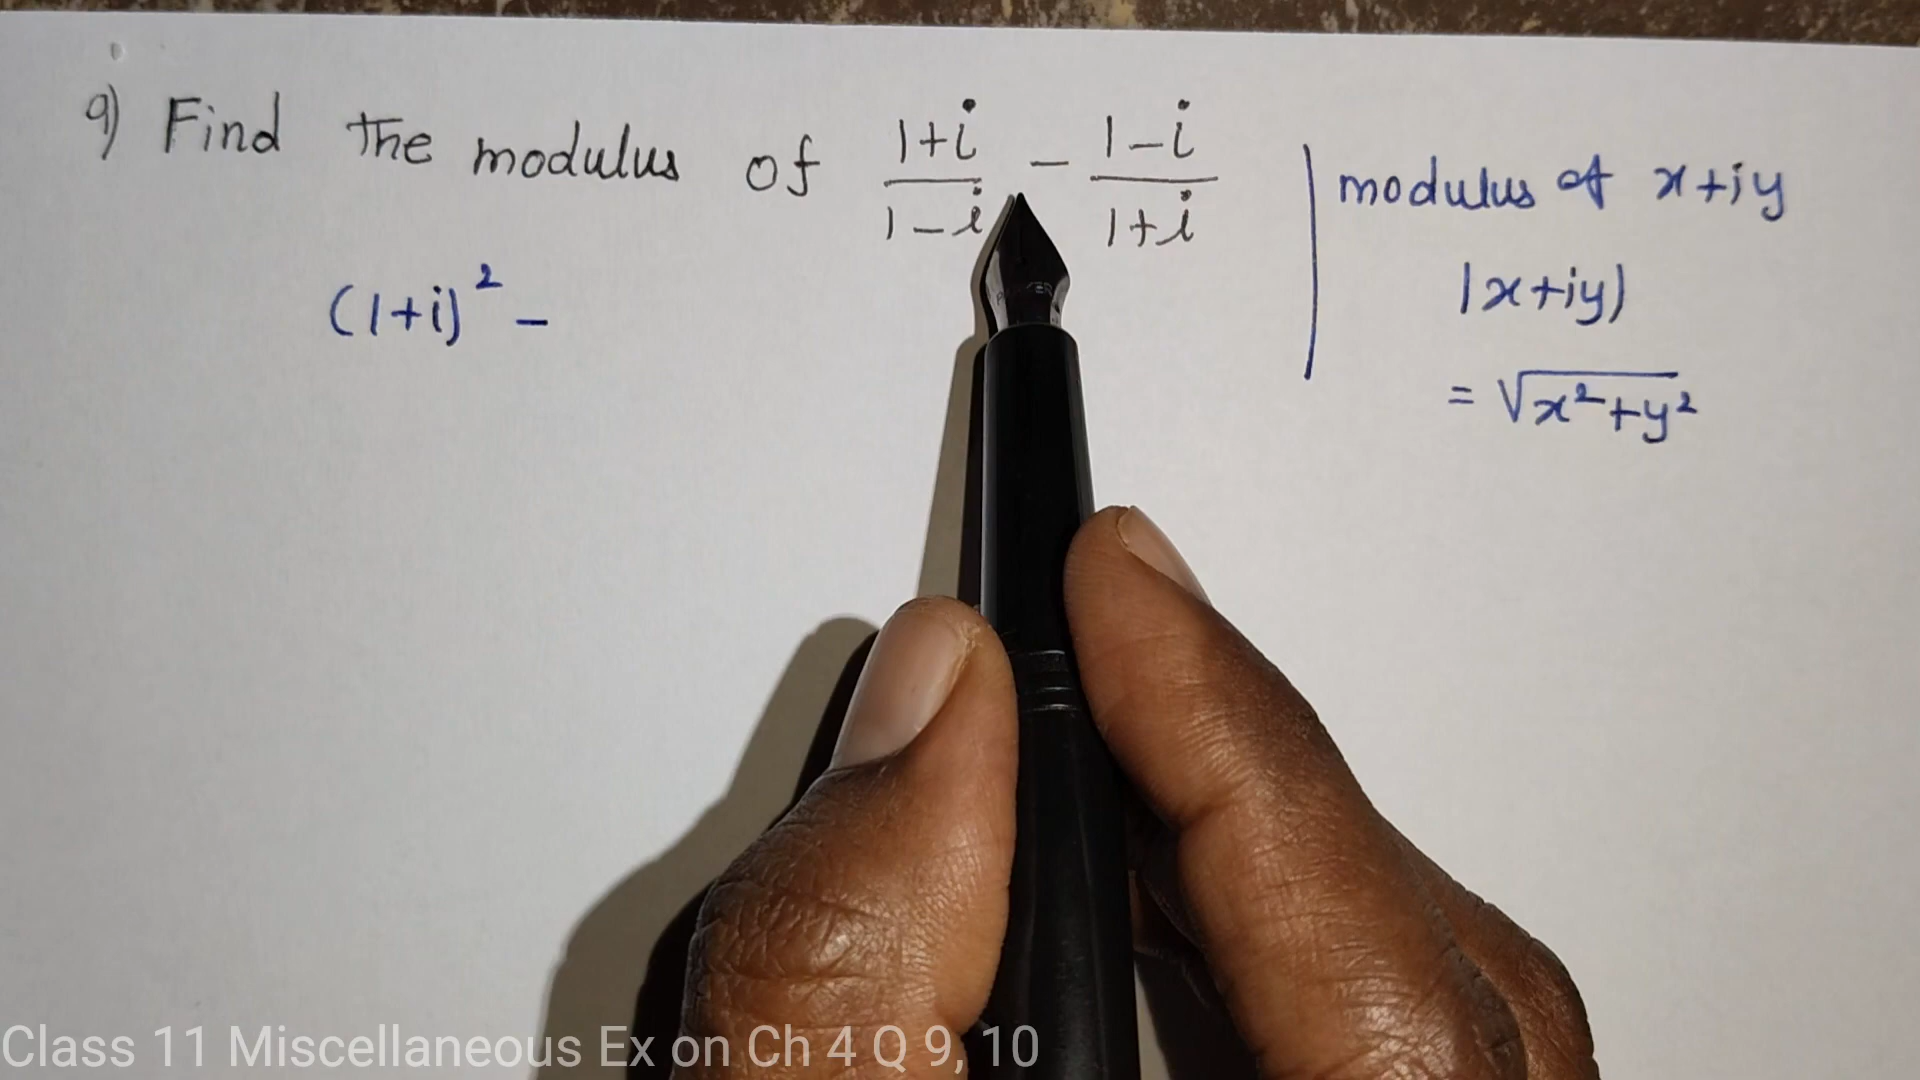 9) Find the modulus of (1+i)/(1-i) - (1-i)/(1+i)
modulus of x+iy
|x+iy)
= √x²+y²
(1+i)² -
Class 11 Miscellaneous Ex on Ch 4 Q 9, 10